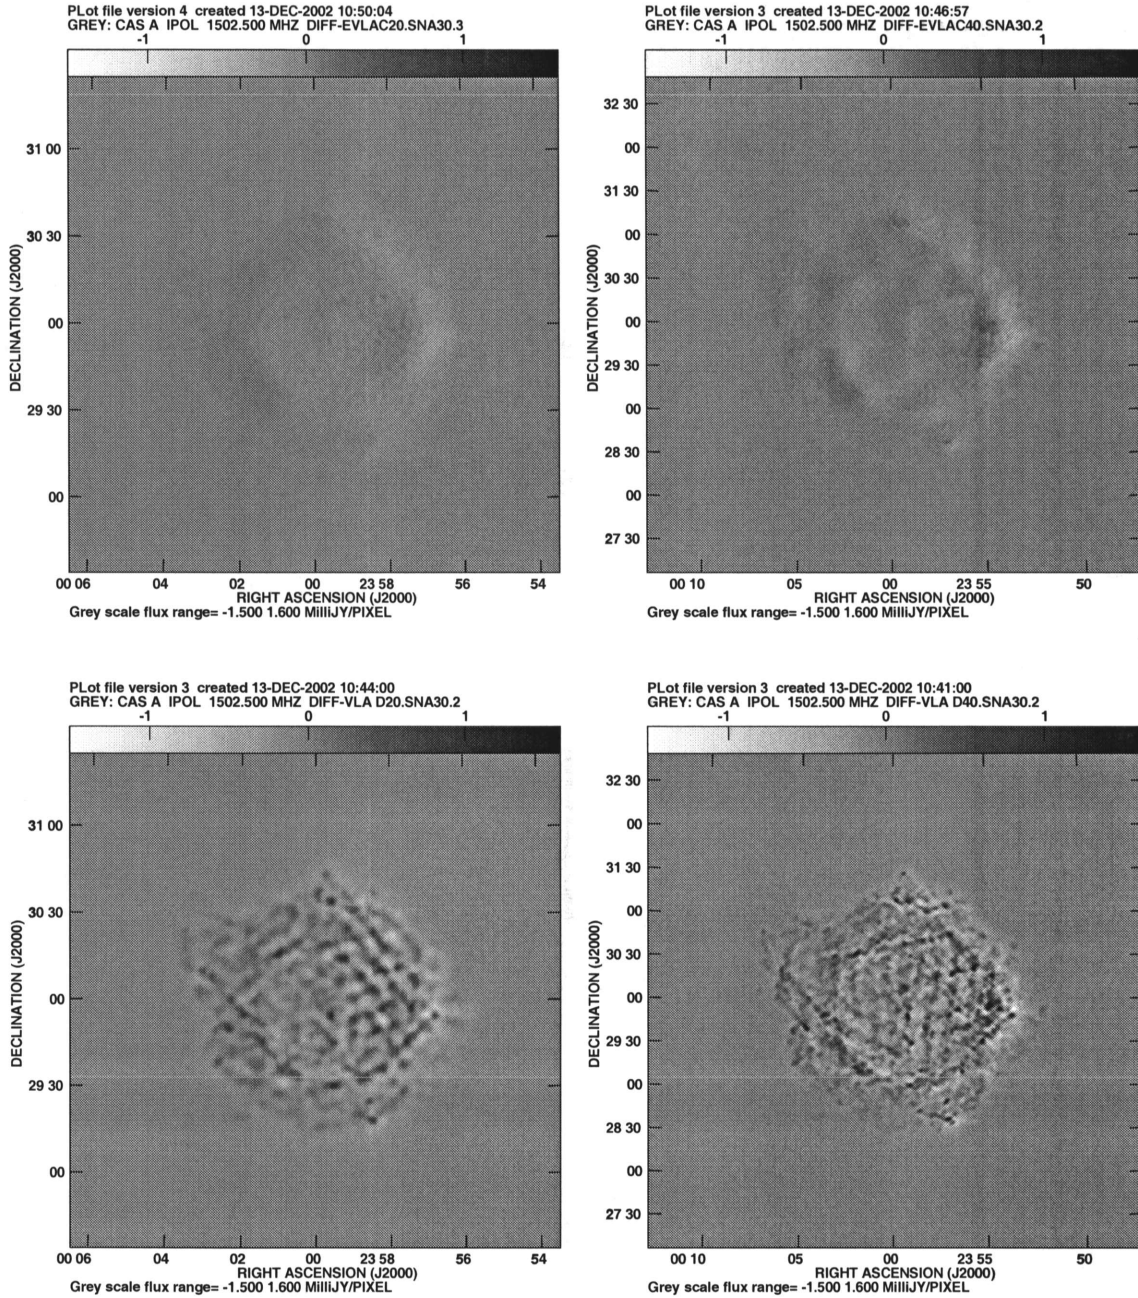 PLot file version 4 created 13-DEC-2002 10:50:04
GREY: CAS A IPOL 1502.500 MHZ DIFF-EVLAC20.SNA30.3
-1 0 1
31 00
30 30
00
29 30
00
DECLINATION (J2000)
00 06 04 02 00 23 58 56 54
RIGHT ASCENSION (J2000)
Grey scale flux range= -1.500 1.600 MilliJY/PIXEL
PLot file version 3 created 13-DEC-2002 10:46:57
GREY: CAS A IPOL 1502.500 MHZ DIFF-EVLAC40.SNA30.2
-1 0 1
32 30
00
31 30
00
30 30
00
29 30
00
28 30
00
27 30
DECLINATION (J2000)
00 10 05 00 23 55 50
RIGHT ASCENSION (J2000)
Grey scale flux range= -1.500 1.600 MilliJY/PIXEL
PLot file version 3 created 13-DEC-2002 10:44:00
GREY: CAS A IPOL 1502.500 MHZ DIFF-VLA D20.SNA30.2
-1 0 1
31 00
30 30
00
29 30
00
DECLINATION (J2000)
00 06 04 02 00 23 58 56 54
RIGHT ASCENSION (J2000)
Grey scale flux range= -1.500 1.600 MilliJY/PIXEL
PLot file version 3 created 13-DEC-2002 10:41:00
GREY: CAS A IPOL 1502.500 MHZ DIFF-VLA D40.SNA30.2
-1 0 1
32 30
00
31 30
00
30 30
00
29 30
00
28 30
00
27 30
DECLINATION (J2000)
00 10 05 00 23 55 50
RIGHT ASCENSION (J2000)
Grey scale flux range= -1.500 1.600 MilliJY/PIXEL